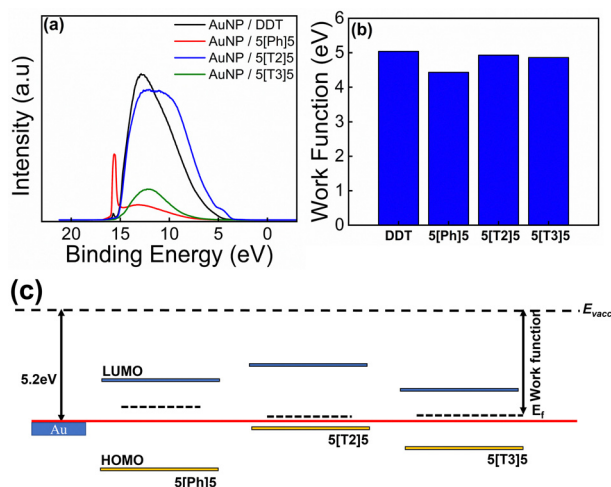 (a)
AuNP / DDT
AuNP / 5[Ph]5
AuNP / 5[T2]5
AuNP / 5[T3]5
Intensity (a.u)
20 15 10 5 0
Binding Energy (eV)
(b)
Work Function (eV)
6
5
4
3
2
1
0
DDT 5[Ph]5 5[T2]5 5[T3]5
(c)
E_vacc
5.2eV
LUMO
Work function
E_f
Au
HOMO
5[Ph]5
5[T2]5
5[T3]5